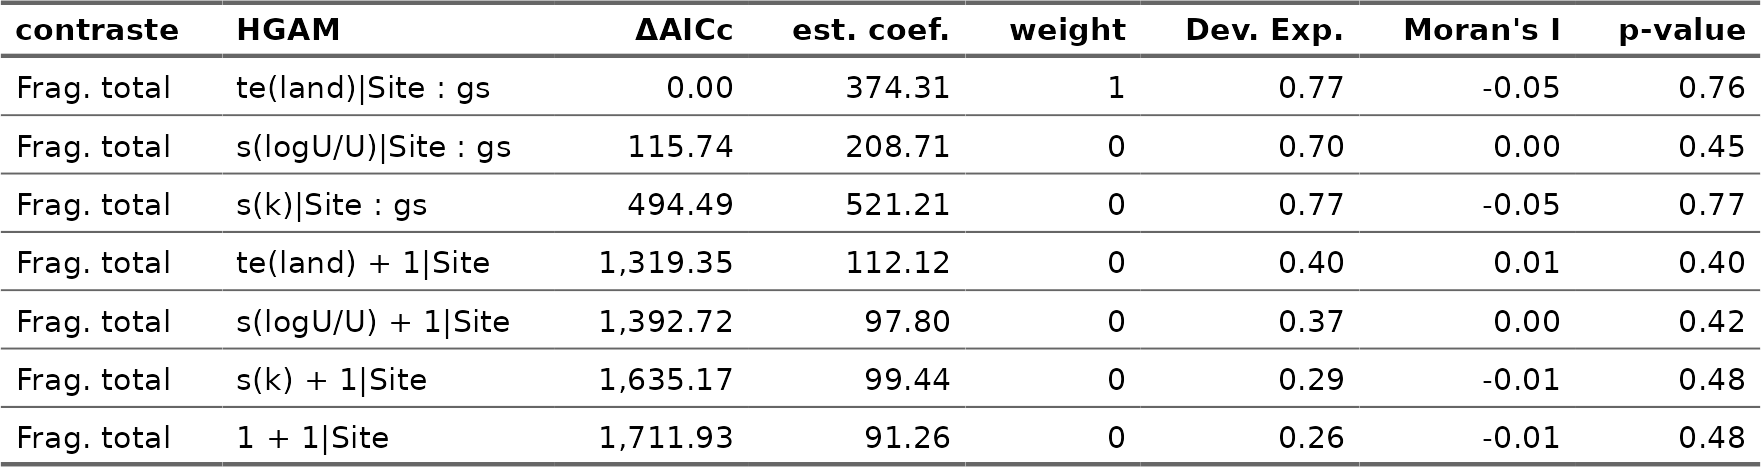 contraste HGAM ΔAICc est. coef. weight Dev. Exp. Moran's I p-value
Frag. total te(land)|Site : gs 0.00 374.31 1 0.77 -0.05 0.76
Frag. total s(logU/U)|Site : gs 115.74 208.71 0 0.70 0.00 0.45
Frag. total s(k)|Site : gs 494.49 521.21 0 0.77 -0.05 0.77
Frag. total te(land) + 1|Site 1,319.35 112.12 0 0.40 0.01 0.40
Frag. total s(logU/U) + 1|Site 1,392.72 97.80 0 0.37 0.00 0.42
Frag. total s(k) + 1|Site 1,635.17 99.44 0 0.29 -0.01 0.48
Frag. total 1 + 1|Site 1,711.93 91.26 0 0.26 -0.01 0.48